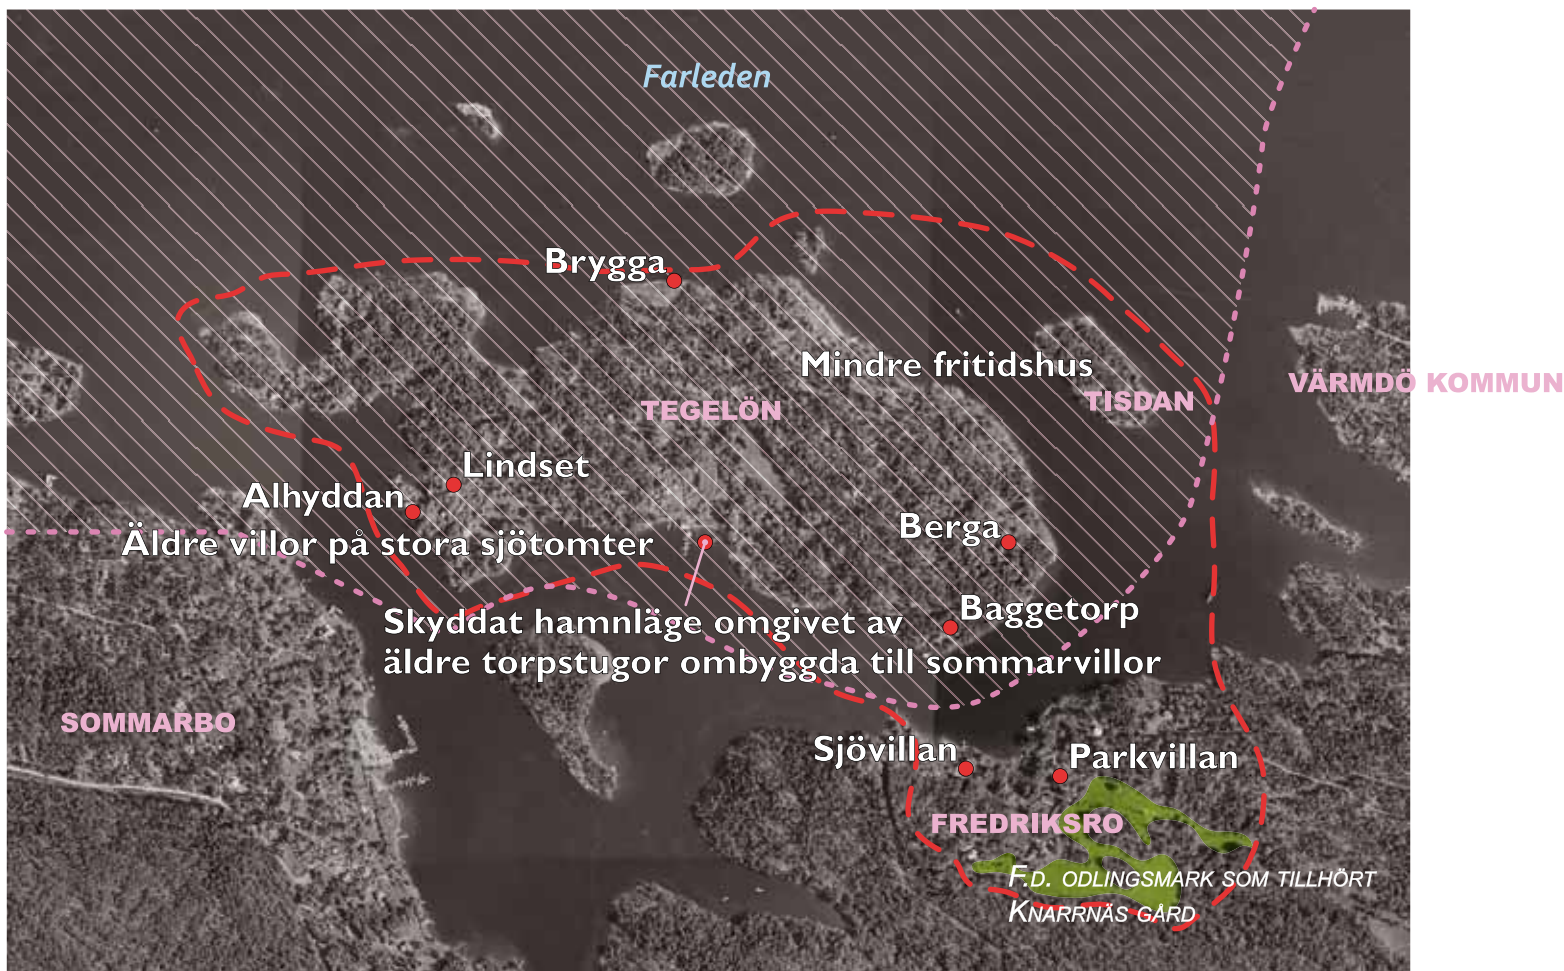 Farleden
Brygga
Mindre fritidshus
VÄRMDÖ KOMMUN
TISDAN
TEGELÖN
Lindset
Alhyddan
Berga
Äldre villor på stora sjötomter
Baggetorp
Skyddat hamnläge omgivet av
äldre torpstugor ombyggda till sommarvillor
SOMMARBO
Sjövillan
Parkvillan
FREDRIKSRO
F.D. ODLINGSMARK SOM TILLHÖRT
KNARRNÄS GÅRD